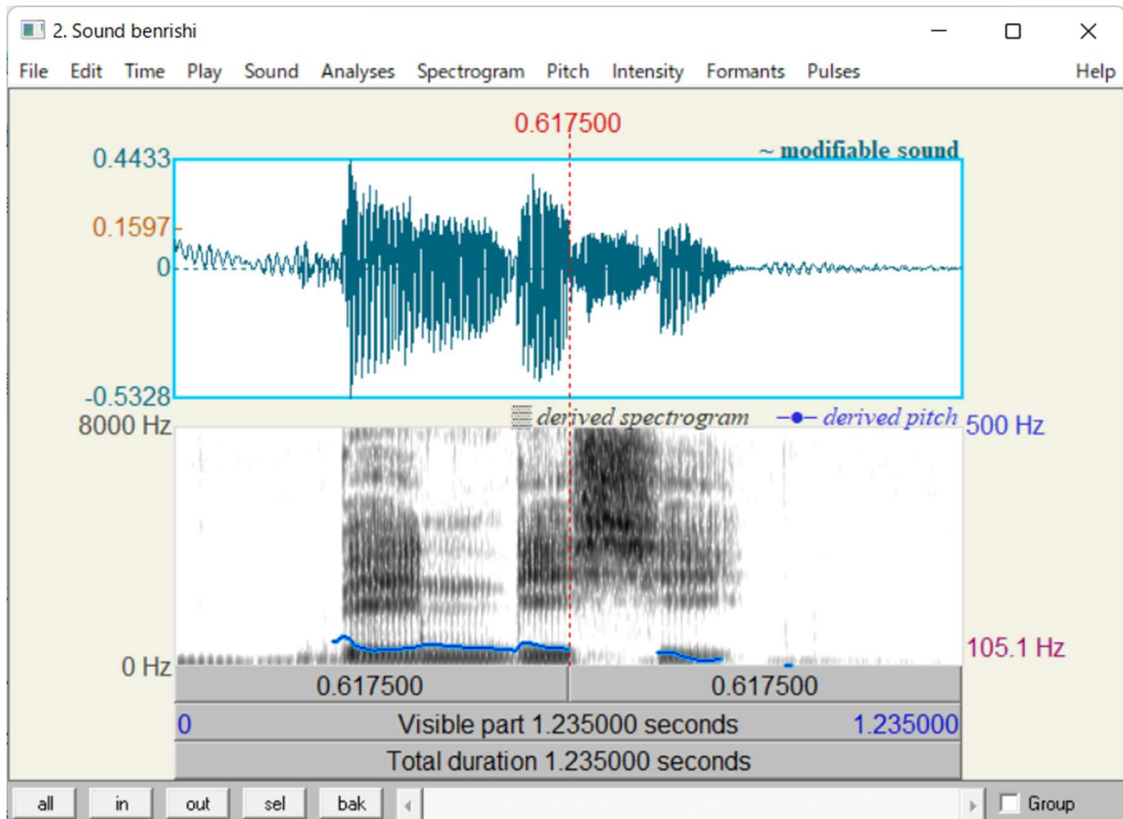 2. Sound benrishi
File Edit Time Play Sound Analyses Spectrogram Pitch Intensity Formants Pulses Help
0.617500
0.4433
~ modifiable sound
0.1597
0
-0.5328
8000 Hz
derived spectrogram
derived pitch
500 Hz
105.1 Hz
0 Hz
0.617500 0.617500
0 Visible part 1.235000 seconds 1.235000
Total duration 1.235000 seconds
all in out sel bak Group